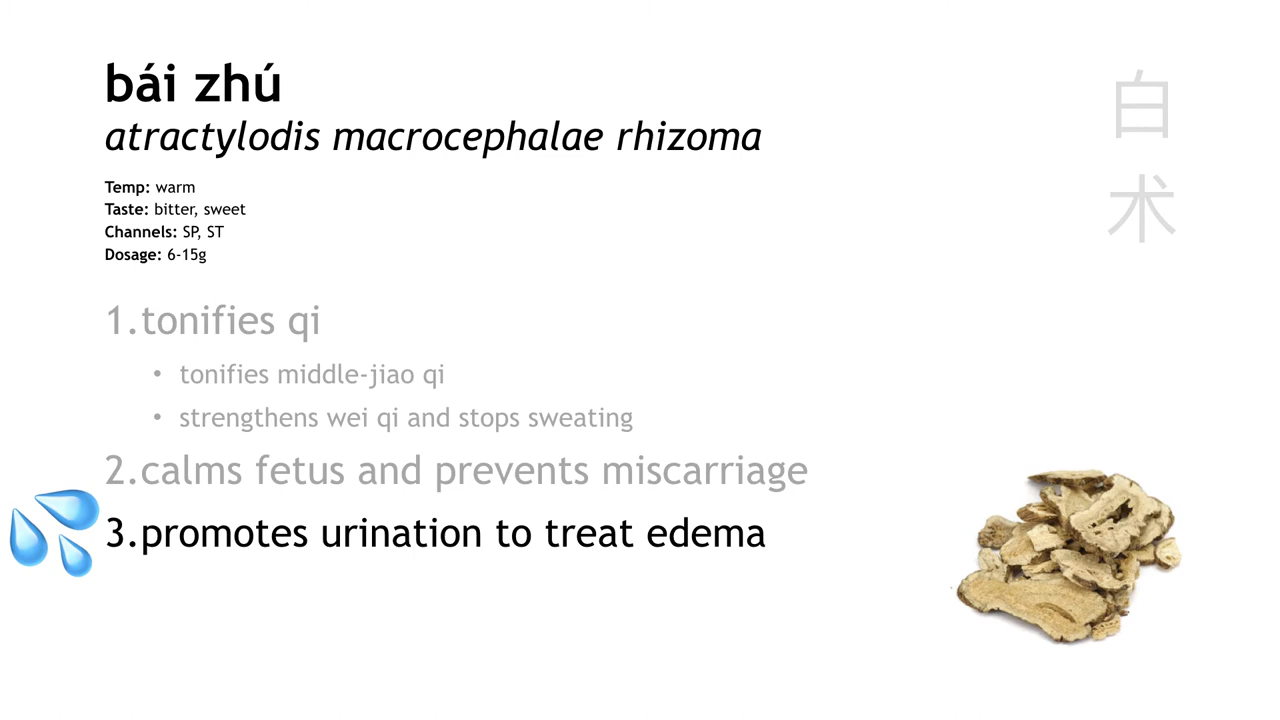 bái zhú
atractylodis macrocephalae rhizoma
白
术
Temp: warm
Taste: bitter, sweet
Channels: SP, ST
Dosage: 6-15g
1.tonifies qi
• tonifies middle-jiao qi
• strengthens wei qi and stops sweating
2.calms fetus and prevents miscarriage
3.promotes urination to treat edema